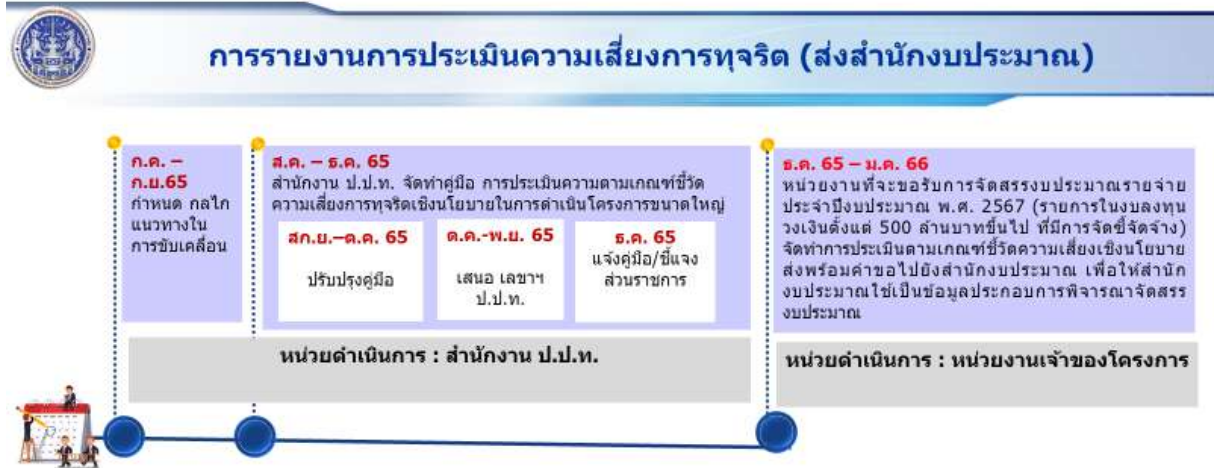 การรายงานการประเมินความเสี่ยงการทุจริต (ส่งสำนักงบประมาณ)
ก.ค. –
ก.ย.65
กำหนด กลไก
แนวทางใน
การขับเคลื่อน
ส.ค. – ธ.ค. 65
สำนักงาน ป.ป.ท. จัดทำคู่มือ การประเมินความตามเกณฑ์ชี้วัด
ความเสี่ยงการทุจริตเชิงนโยบายในการดำเนินโครงการขนาดใหญ่
สก.ย.–ต.ค. 65
ปรับปรุงคู่มือ
ต.ค.-พ.ย. 65
เสนอ เลขาฯ
ป.ป.ท.
ธ.ค. 65
แจ้งคู่มือ/ชี้แจง
ส่วนราชการ
หน่วยดำเนินการ : สำนักงาน ป.ป.ท.
ธ.ค. 65 – ม.ค. 66
หน่วยงานที่จะขอรับการจัดสรรงบประมาณรายจ่าย
ประจำปีงบประมาณ พ.ศ. 2567 (รายการในงบลงทุน
วงเงินตั้งแต่ 500 ล้านบาทขึ้นไป ที่มีการจัดซื้อจัดจ้าง)
จัดทำการประเมินตามเกณฑ์ชี้วัดความเสี่ยงเชิงนโยบาย
ส่งพร้อมคำขอไปยังสำนักงบประมาณ เพื่อให้สำนัก
งบประมาณใช้เป็นข้อมูลประกอบการพิจารณาจัดสรร
งบประมาณ
หน่วยดำเนินการ : หน่วยงานเจ้าของโครงการ